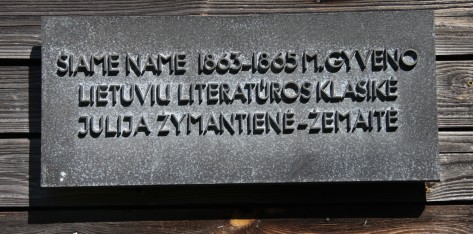 ŠIAME NAME 1863-1865 M. GYVENO
LIETUVIŲ LITERATŪROS KLASIKĖ
JULIJA ŽYMANTIENĖ-ŽEMAITĖ